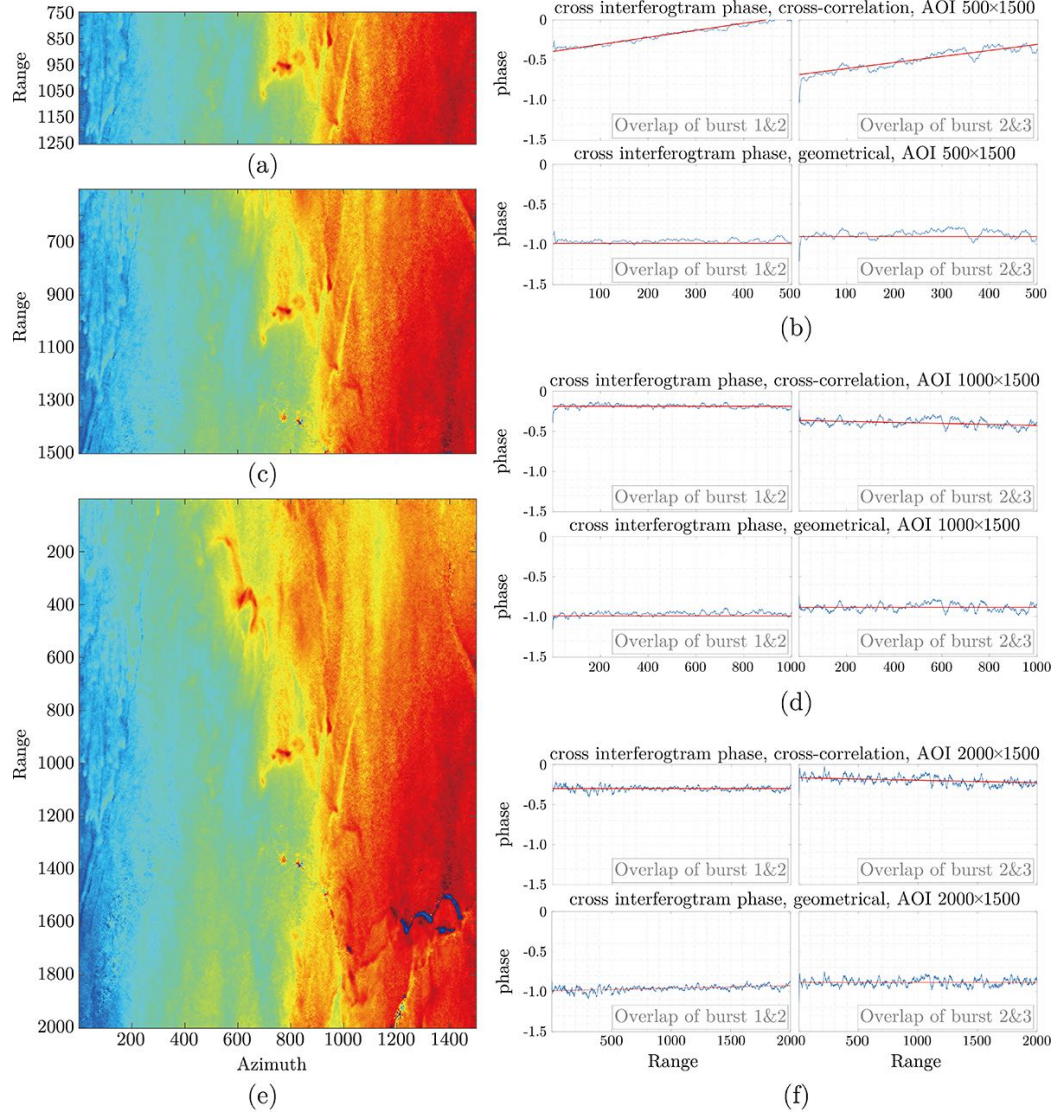 750
850
950
1050
1150
1250
Range
(a)
700
900
1100
1300
1500
Range
(c)
200
400
600
800
1000
1200
1400
1600
1800
2000
Range
200 400 600 800 1000 1200 1400
Azimuth
(e)
cross interferogram phase, cross-correlation, AOI 500×1500
0
-0.5
-1.0
-1.5
phase
Overlap of burst 1&2
Overlap of burst 2&3
cross interferogram phase, geometrical, AOI 500×1500
0
-0.5
-1.0
-1.5
phase
Overlap of burst 1&2
Overlap of burst 2&3
100 200 300 400 500 100 200 300 400 500
(b)
cross interferogram phase, cross-correlation, AOI 1000×1500
0
-0.5
-1.0
-1.5
phase
Overlap of burst 1&2
Overlap of burst 2&3
cross interferogram phase, geometrical, AOI 1000×1500
0
-0.5
-1.0
-1.5
phase
Overlap of burst 1&2
Overlap of burst 2&3
200 400 600 800 1000 200 400 600 800 1000
(d)
cross interferogram phase, cross-correlation, AOI 2000×1500
0
-0.5
-1.0
-1.5
phase
Overlap of burst 1&2
Overlap of burst 2&3
cross interferogram phase, geometrical, AOI 2000×1500
0
-0.5
-1.0
-1.5
phase
Overlap of burst 1&2
Overlap of burst 2&3
500 1000 1500 2000 500 1000 1500 2000
Range Range
(f)